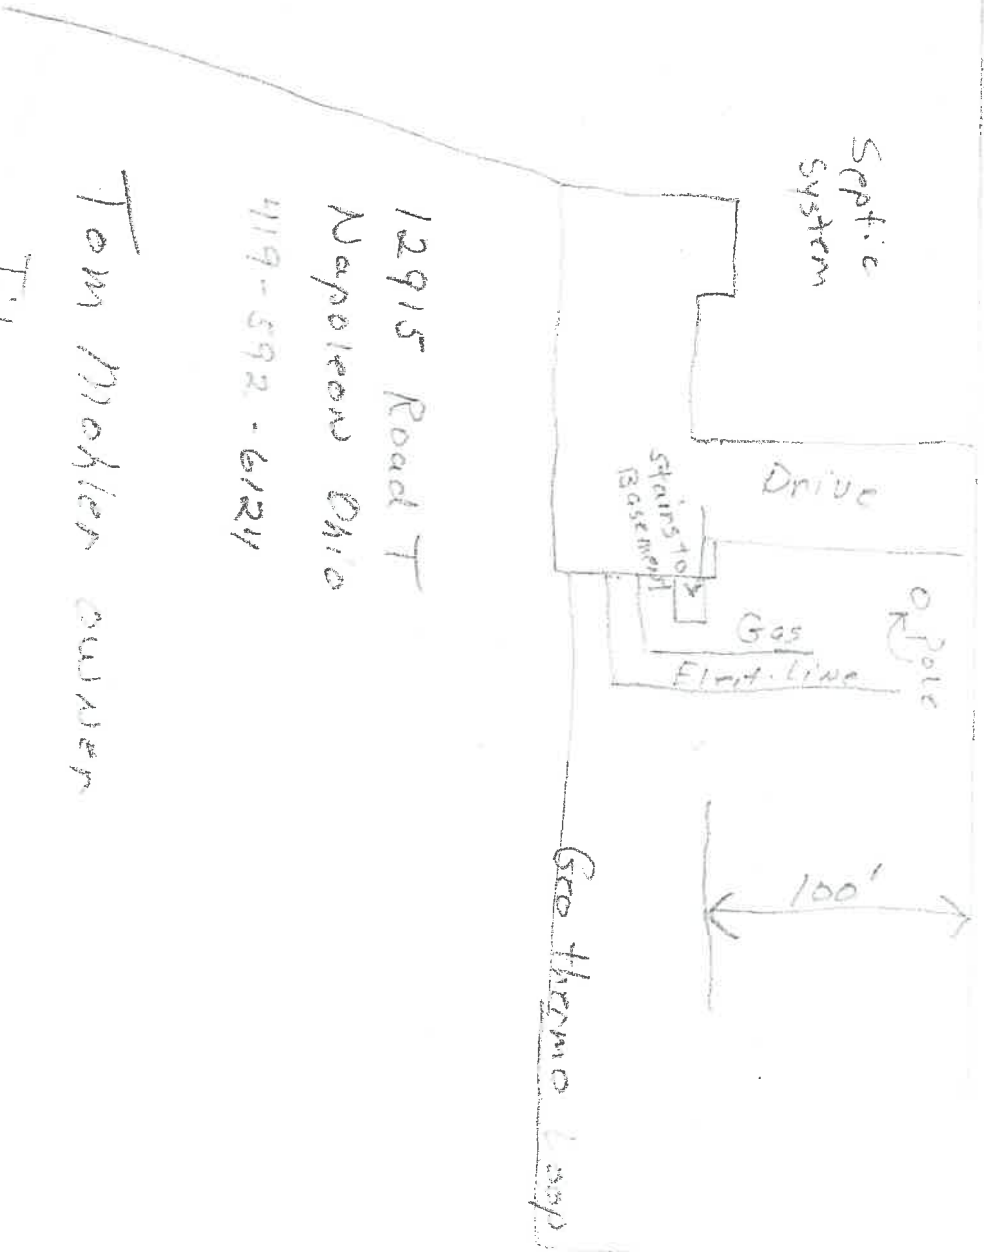 Septic
System
Drive
Stairs to
Basement
Pole
Gas
Elect. Line
100'
Geo thermo Loop
12915 Road T
Napoleon Ohio
419-592-6124
Tom Mohler owner